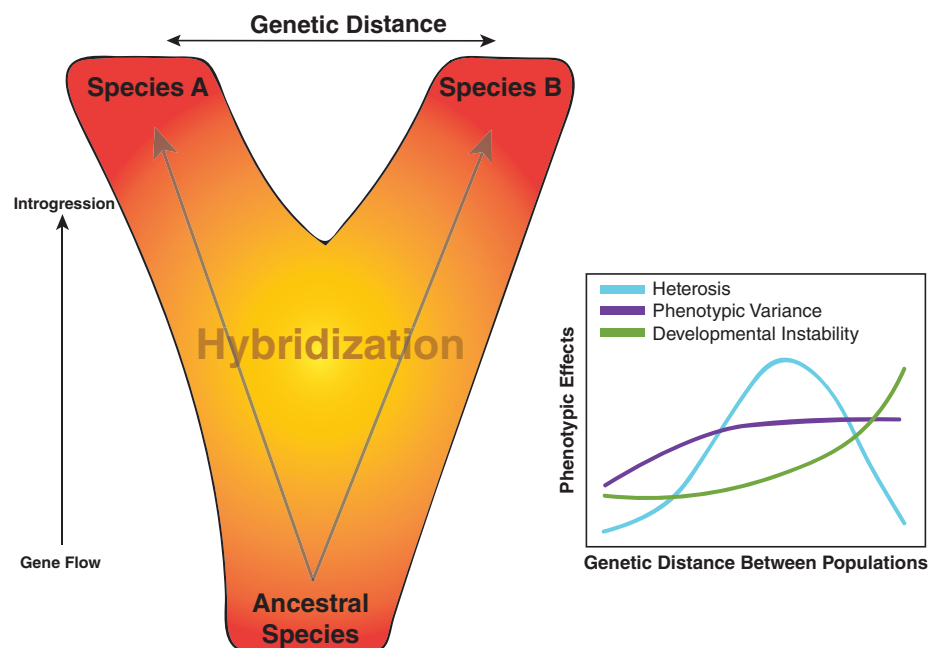 Genetic Distance
Species A
Species B
Introgression
Hybridization
Gene Flow
Ancestral
Species
Heterosis
Phenotypic Variance
Developmental Instability
Phenotypic Effects
Genetic Distance Between Populations